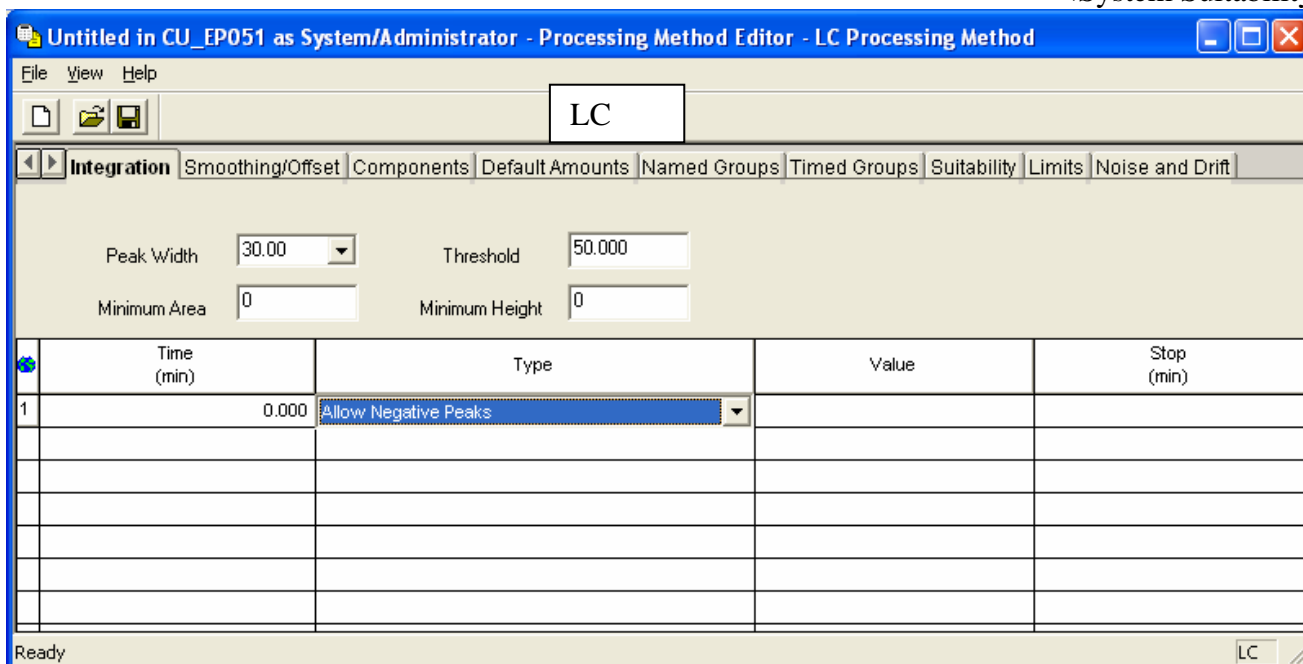 Untitled in CU_EP051 as System/Administrator - Processing Method Editor - LC Processing Method
File View Help
LC
Integration Smoothing/Offset Components Default Amounts Named Groups Timed Groups Suitability Limits Noise and Drift
Peak Width 30.00 Threshold 50.000
Minimum Area 0 Minimum Height 0
Time (min) Type Value Stop (min)
1 0.000 Allow Negative Peaks
Ready LC